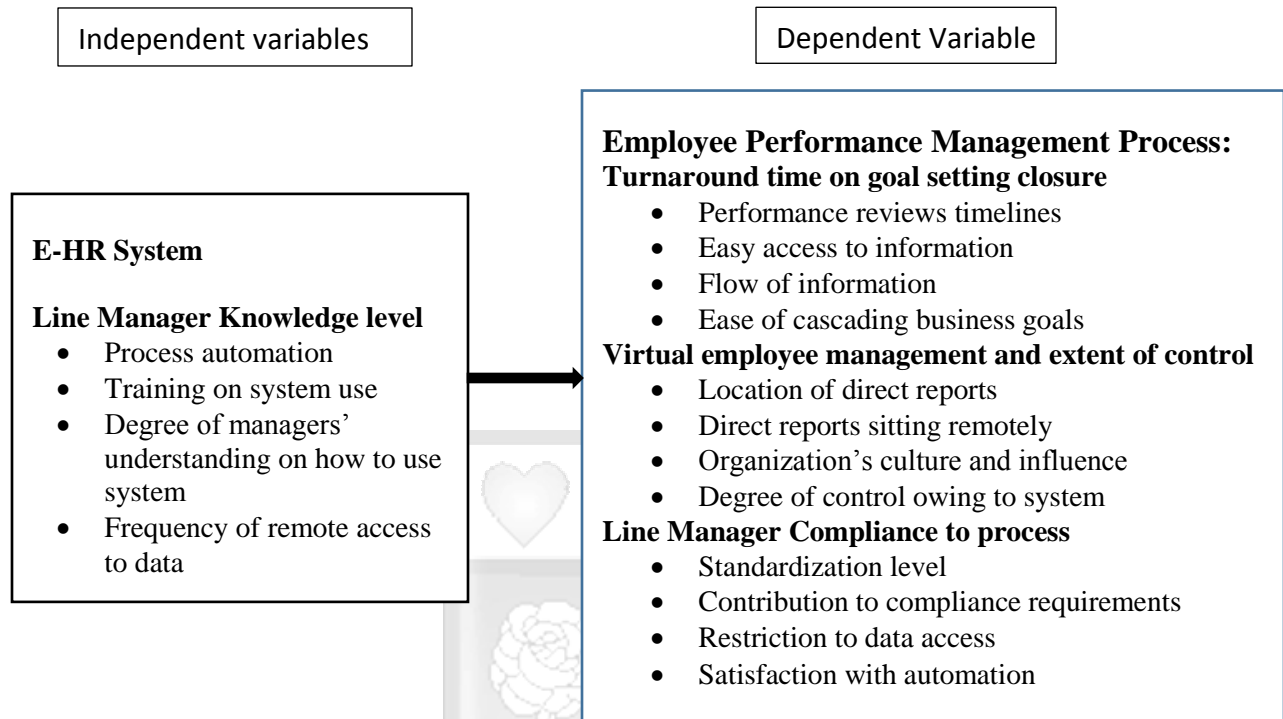 Independent variables
Dependent Variable
E-HR System
Line Manager Knowledge level
• Process automation
• Training on system use
• Degree of managers’
understanding on how to use
system
• Frequency of remote access
to data
Employee Performance Management Process:
Turnaround time on goal setting closure
• Performance reviews timelines
• Easy access to information
• Flow of information
• Ease of cascading business goals
Virtual employee management and extent of control
• Location of direct reports
• Direct reports sitting remotely
• Organization’s culture and influence
• Degree of control owing to system
Line Manager Compliance to process
• Standardization level
• Contribution to compliance requirements
• Restriction to data access
• Satisfaction with automation